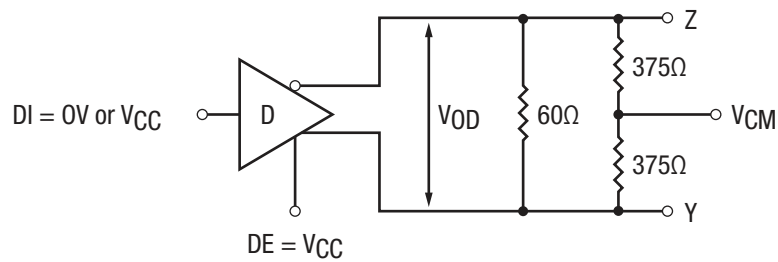 Z
375Ω
DI = 0V or VCC
D
VOD
60Ω
VCM
375Ω
Y
DE = VCC